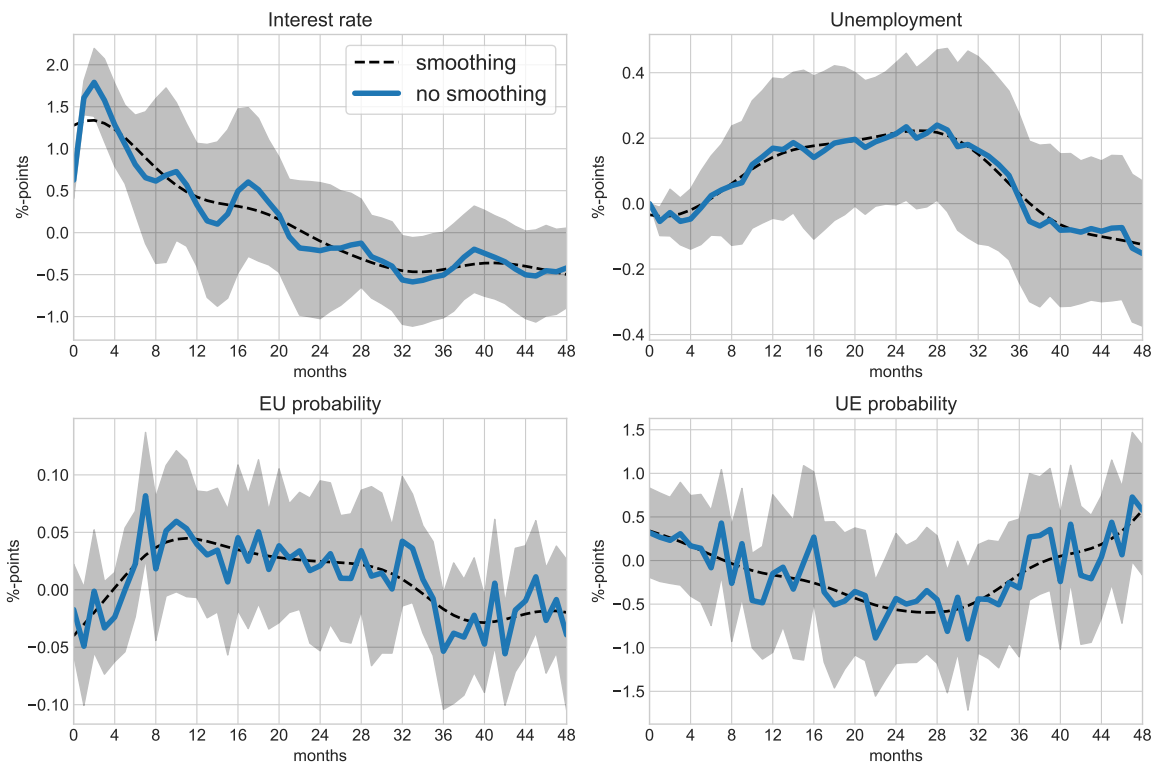 Interest rate
2.0
1.5
1.0
0.5
0.0
−0.5
−1.0
%-points
smoothing
no smoothing
0 4 8 12 16 20 24 28 32 36 40 44 48
months
Unemployment
0.4
0.2
0.0
−0.2
−0.4
%-points
0 4 8 12 16 20 24 28 32 36 40 44 48
months
EU probability
0.10
0.05
0.00
−0.05
−0.10
%-points
0 4 8 12 16 20 24 28 32 36 40 44 48
months
UE probability
1.5
1.0
0.5
0.0
−0.5
−1.0
−1.5
%-points
0 4 8 12 16 20 24 28 32 36 40 44 48
months